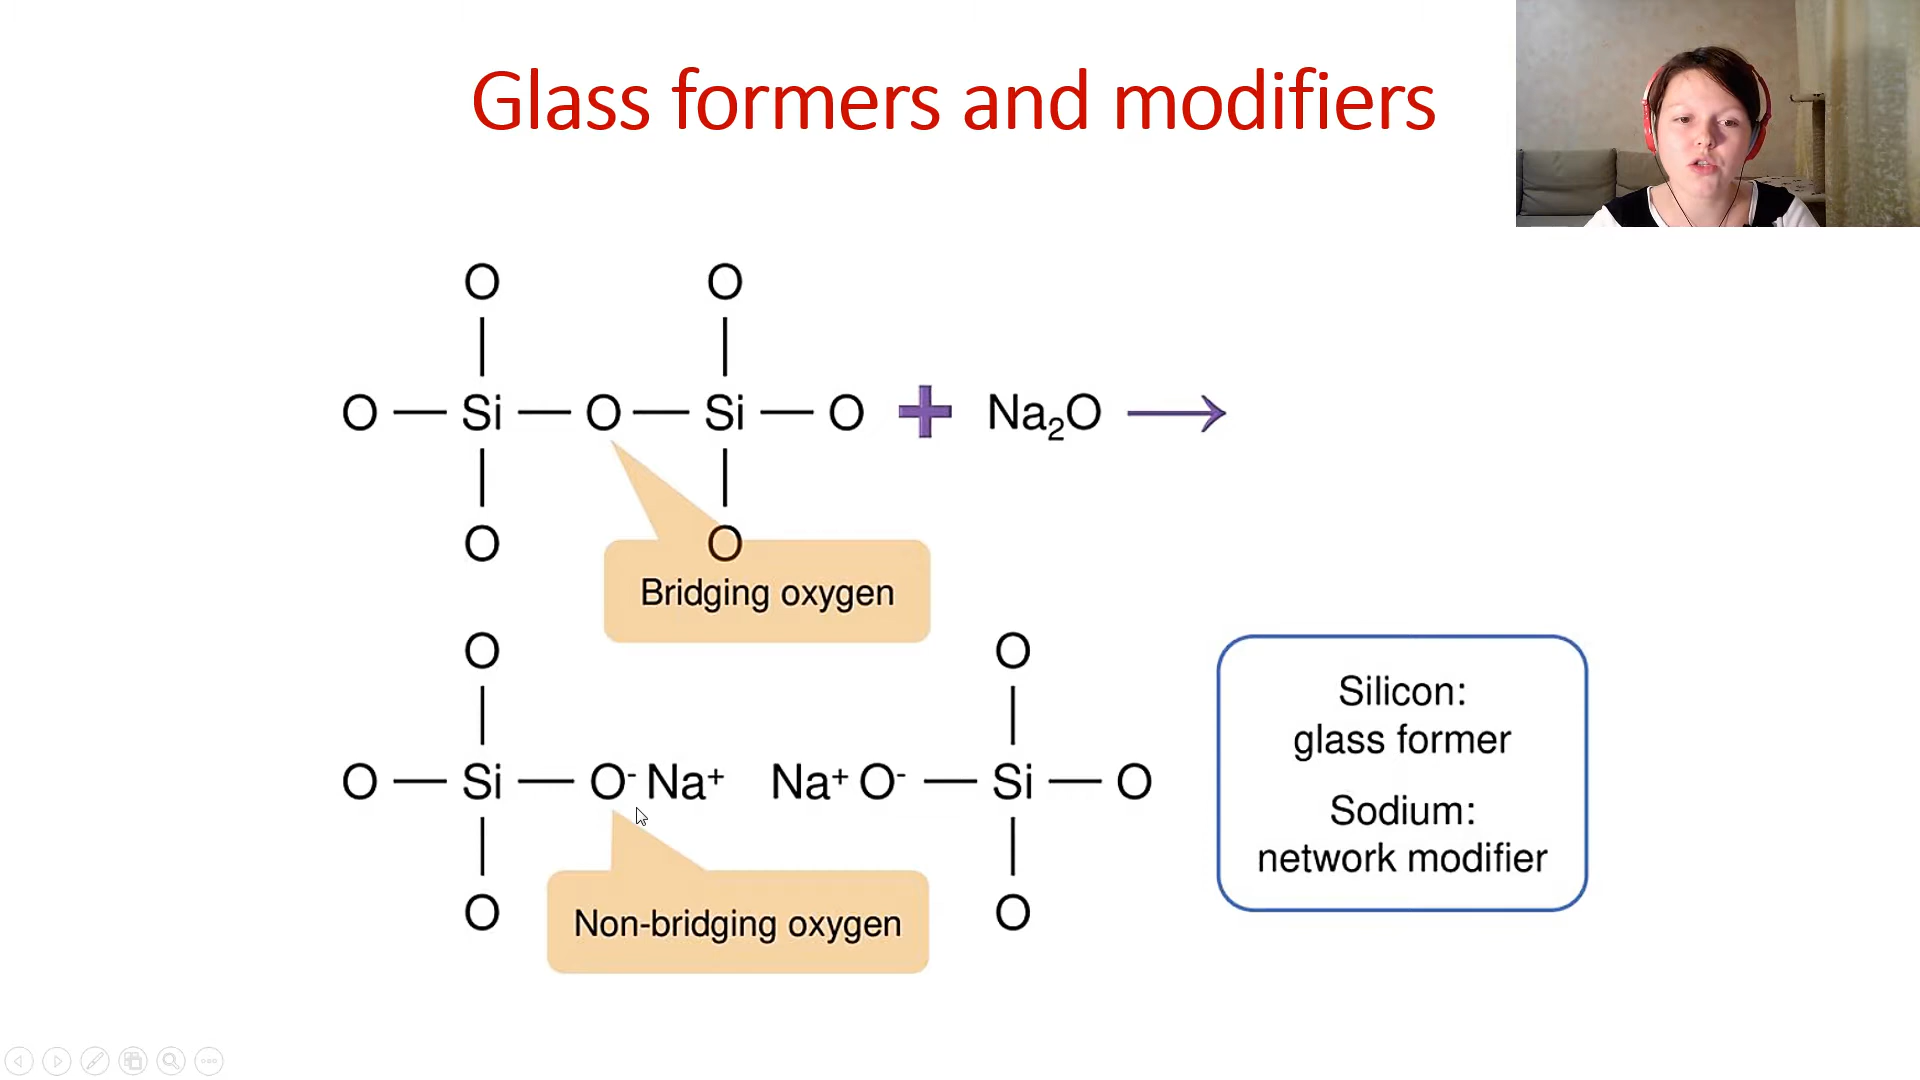 Glass formers and modifiers
O O
O — Si — O — Si — O + Na₂O →
O O
Bridging oxygen
O O
O — Si — O⁻ Na⁺ Na⁺ O⁻ — Si — O
O O
Non-bridging oxygen
Silicon:
glass former
Sodium:
network modifier